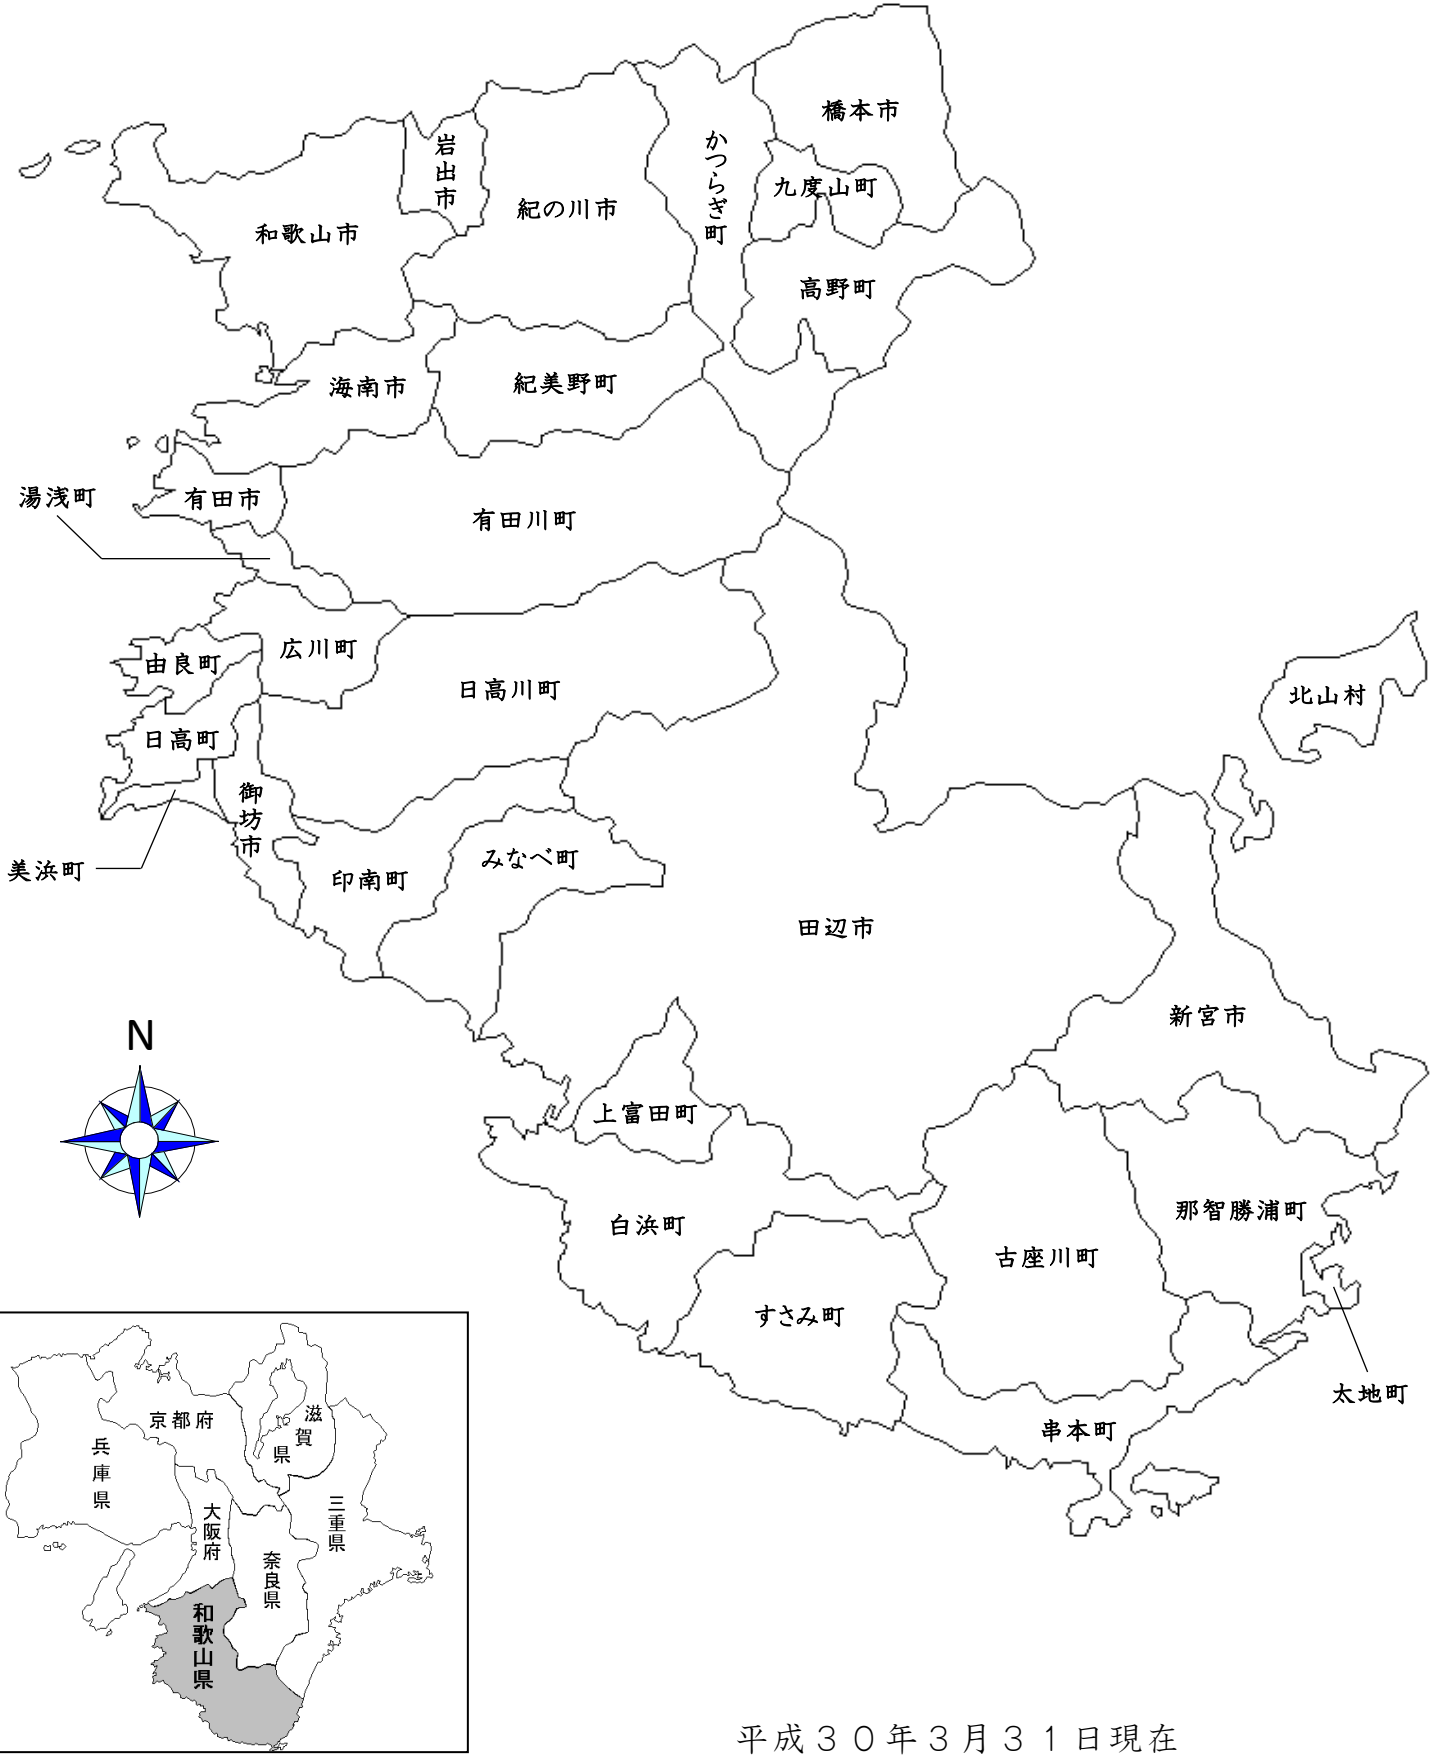 橋本市
かつらぎ町
岩出市
九度山町
紀の川市
和歌山市
高野町
海南市
紀美野町
湯浅町
有田市
有田川町
広川町
由良町
日高川町
北山村
日高町
御坊市
美浜町
印南町
みなべ町
田辺市
新宮市
N
上富田町
白浜町
那智勝浦町
古座川町
すさみ町
太地町
串本町
京都府
滋賀県
兵庫県
大阪府
三重県
奈良県
和歌山県
平成３０年３月３１日現在